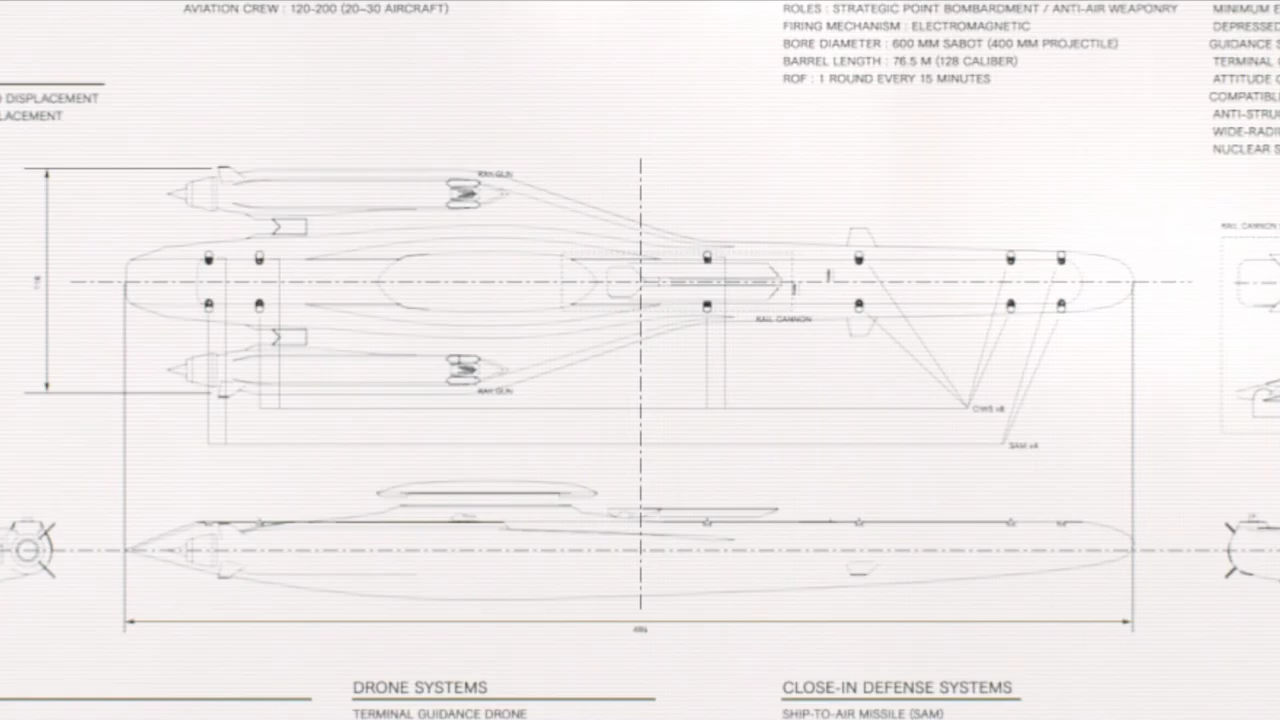 AVIATION CREW : 120-200 (20–30 AIRCRAFT)
ROLES : STRATEGIC POINT BOMBARDMENT / ANTI-AIR WEAPONRY
FIRING MECHANISM : ELECTROMAGNETIC
BORE DIAMETER : 600 MM SABOT (400 MM PROJECTILE)
BARREL LENGTH : 76.5 M (128 CALIBER)
ROF : 1 ROUND EVERY 15 MINUTES
MINIMUM E
DEPRESSED
GUIDANCE S
TERMINAL
ATTITUDE C
COMPATIBL
ANTI-STRU
WIDE-RADI
NUCLEAR S
DISPLACEMENT
LACEMENT
RAIL GUN
RAIL CANNON
RAIL CANNON
RAIL GUN
CIWS x8
SAM x4
DRONE SYSTEMS
TERMINAL GUIDANCE DRONE
CLOSE-IN DEFENSE SYSTEMS
SHIP-TO-AIR MISSILE (SAM)